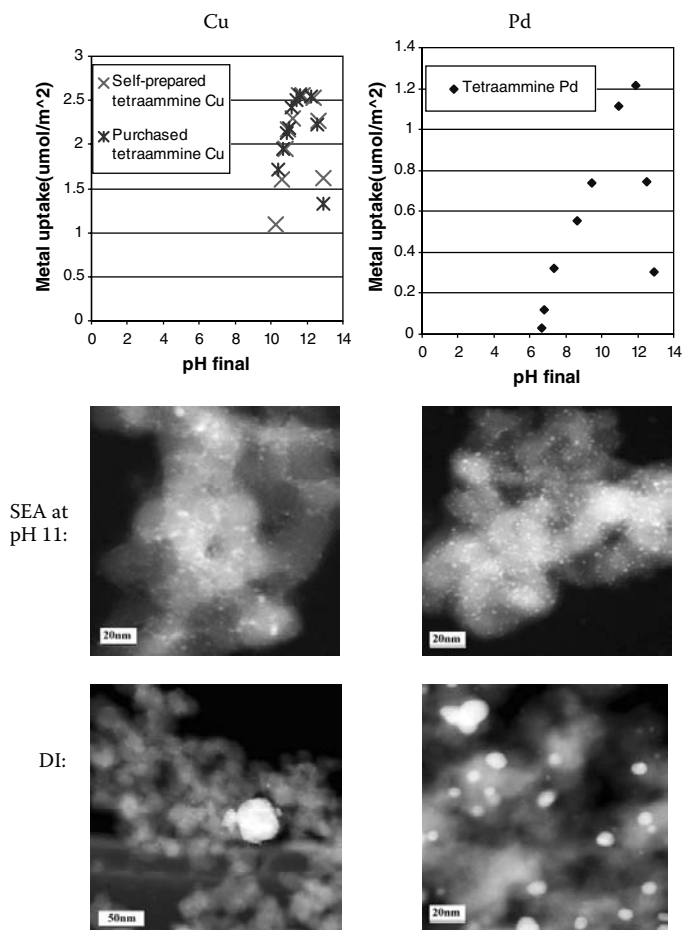 Cu
Metal uptake(umol/m^2)
3
2.5
2
1.5
1
0.5
0
0 2 4 6 8 10 12 14
pH final
Self-prepared
tetraammine Cu
Purchased
tetraammine Cu
Pd
Metal uptake(umol/m^2)
1.4
1.2
1
0.8
0.6
0.4
0.2
0
0 2 4 6 8 10 12 14
pH final
Tetraammine Pd
SEA at
pH 11:
20nm
20nm
DI:
50nm
20nm